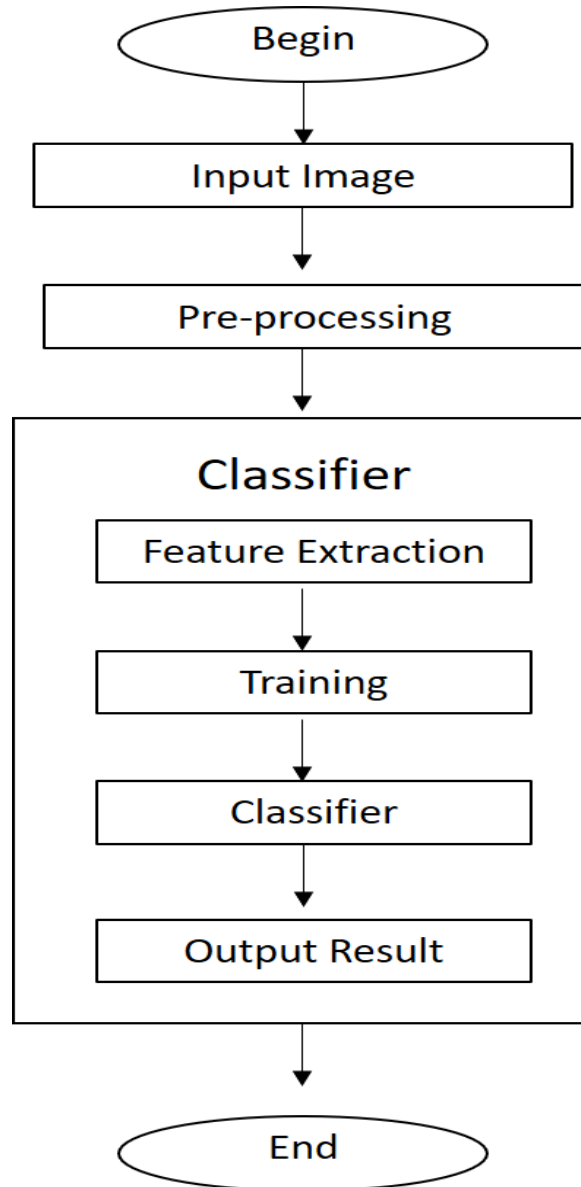 Begin
Input Image
Pre-processing
Classifier
Feature Extraction
Training
Classifier
Output Result
End